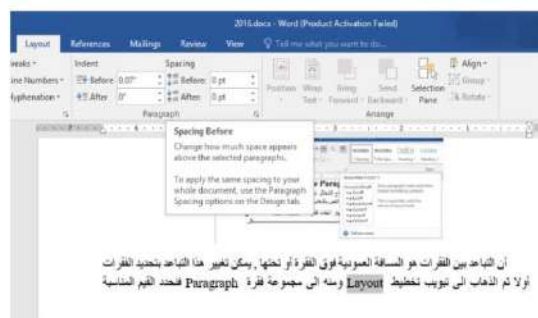 2016.docx - Word (Product Activation Failed)
Layout References Mailings Review View Tell me what you want to do...
Indent Spacing Align
Line Numbers Before 0.07" Before: 0 pt Position Wrap Bring Send Selection Group
Hyphenation After 0" After: 0 pt Text Forward Backward Pane Rotate
Paragraph Arrange
Spacing Before
Change how much space appears
above the selected paragraphs.
To apply the same spacing to your
whole document, use the Paragraph
Spacing options on the Design tab.
أن التباعد بين الفقرات هو المسافة العمودية فوق الفقرة أو تحتها , يمكن تغيير هذا التباعد بتحديد الفقرات
أولا ثم الذهاب الى تبويب تخطيط Layout ومنه الى مجموعة فقرة Paragraph فنحدد القيم المناسبة